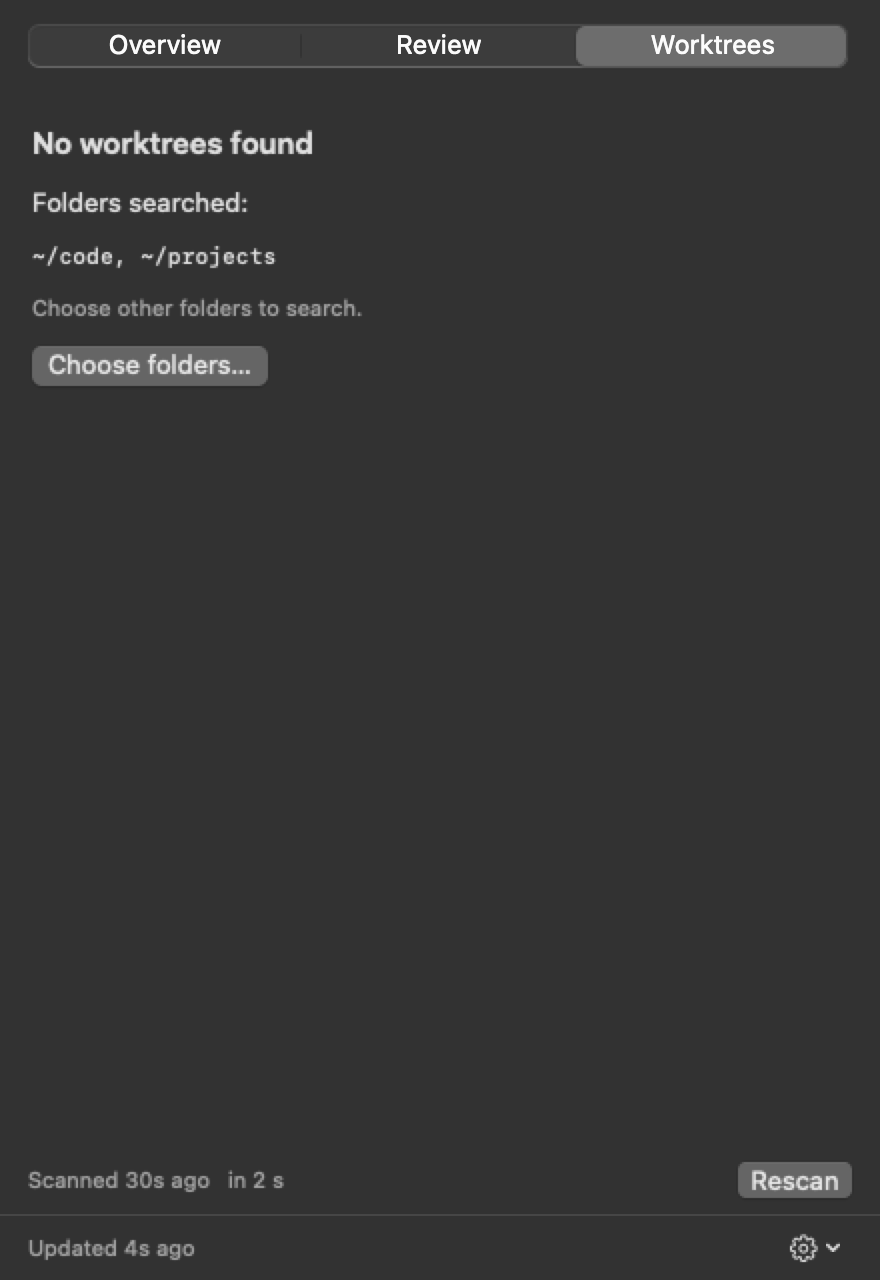 Overview Review Worktrees
No worktrees found
Folders searched:
~/code, ~/projects
Choose other folders to search.
Choose folders...
Scanned 30s ago in 2 s Rescan
Updated 4s ago